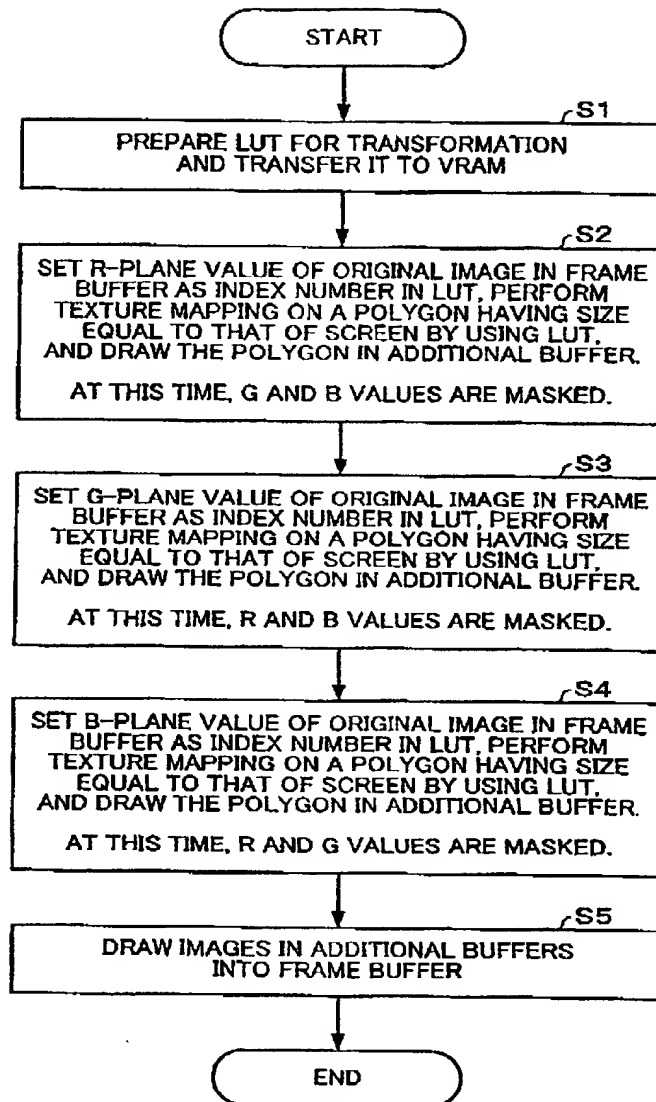 START
S1
PREPARE LUT FOR TRANSFORMATION
AND TRANSFER IT TO VRAM
S2
SET R-PLANE VALUE OF ORIGINAL IMAGE IN FRAME
BUFFER AS INDEX NUMBER IN LUT, PERFORM
TEXTURE MAPPING ON A POLYGON HAVING SIZE
EQUAL TO THAT OF SCREEN BY USING LUT,
AND DRAW THE POLYGON IN ADDITIONAL BUFFER.
AT THIS TIME, G AND B VALUES ARE MASKED.
S3
SET G-PLANE VALUE OF ORIGINAL IMAGE IN FRAME
BUFFER AS INDEX NUMBER IN LUT, PERFORM
TEXTURE MAPPING ON A POLYGON HAVING SIZE
EQUAL TO THAT OF SCREEN BY USING LUT,
AND DRAW THE POLYGON IN ADDITIONAL BUFFER.
AT THIS TIME, R AND B VALUES ARE MASKED.
S4
SET B-PLANE VALUE OF ORIGINAL IMAGE IN FRAME
BUFFER AS INDEX NUMBER IN LUT, PERFORM
TEXTURE MAPPING ON A POLYGON HAVING SIZE
EQUAL TO THAT OF SCREEN BY USING LUT,
AND DRAW THE POLYGON IN ADDITIONAL BUFFER.
AT THIS TIME, R AND G VALUES ARE MASKED.
S5
DRAW IMAGES IN ADDITIONAL BUFFERS
INTO FRAME BUFFER
END